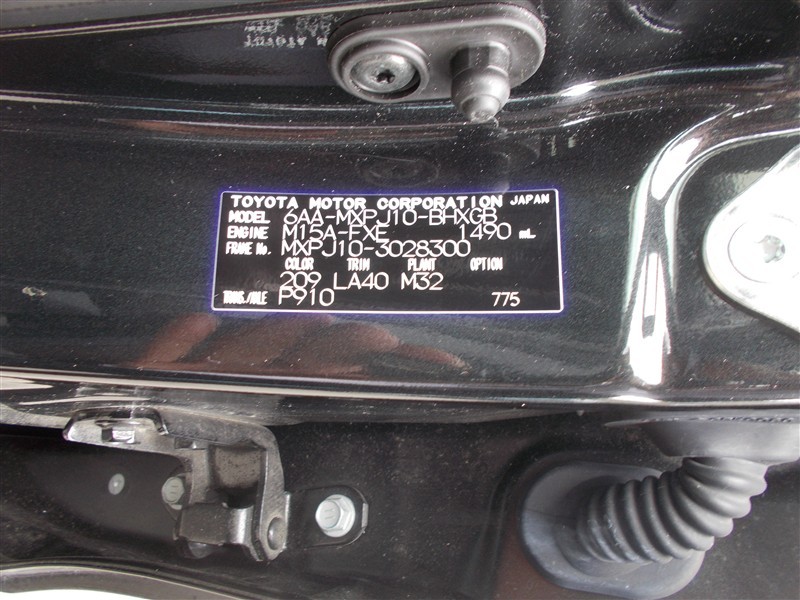 TOYOTA MOTOR CORPORATION JAPAN
MODEL 6AA-MXPJ10-BHXGB
ENGINE M15A-FXE 1490 mL
FRAME No. MXPJ10-3028300
COLOR TRIM PLANT OPTION
209 LA40 M32
TRANS./AXLE P910 775